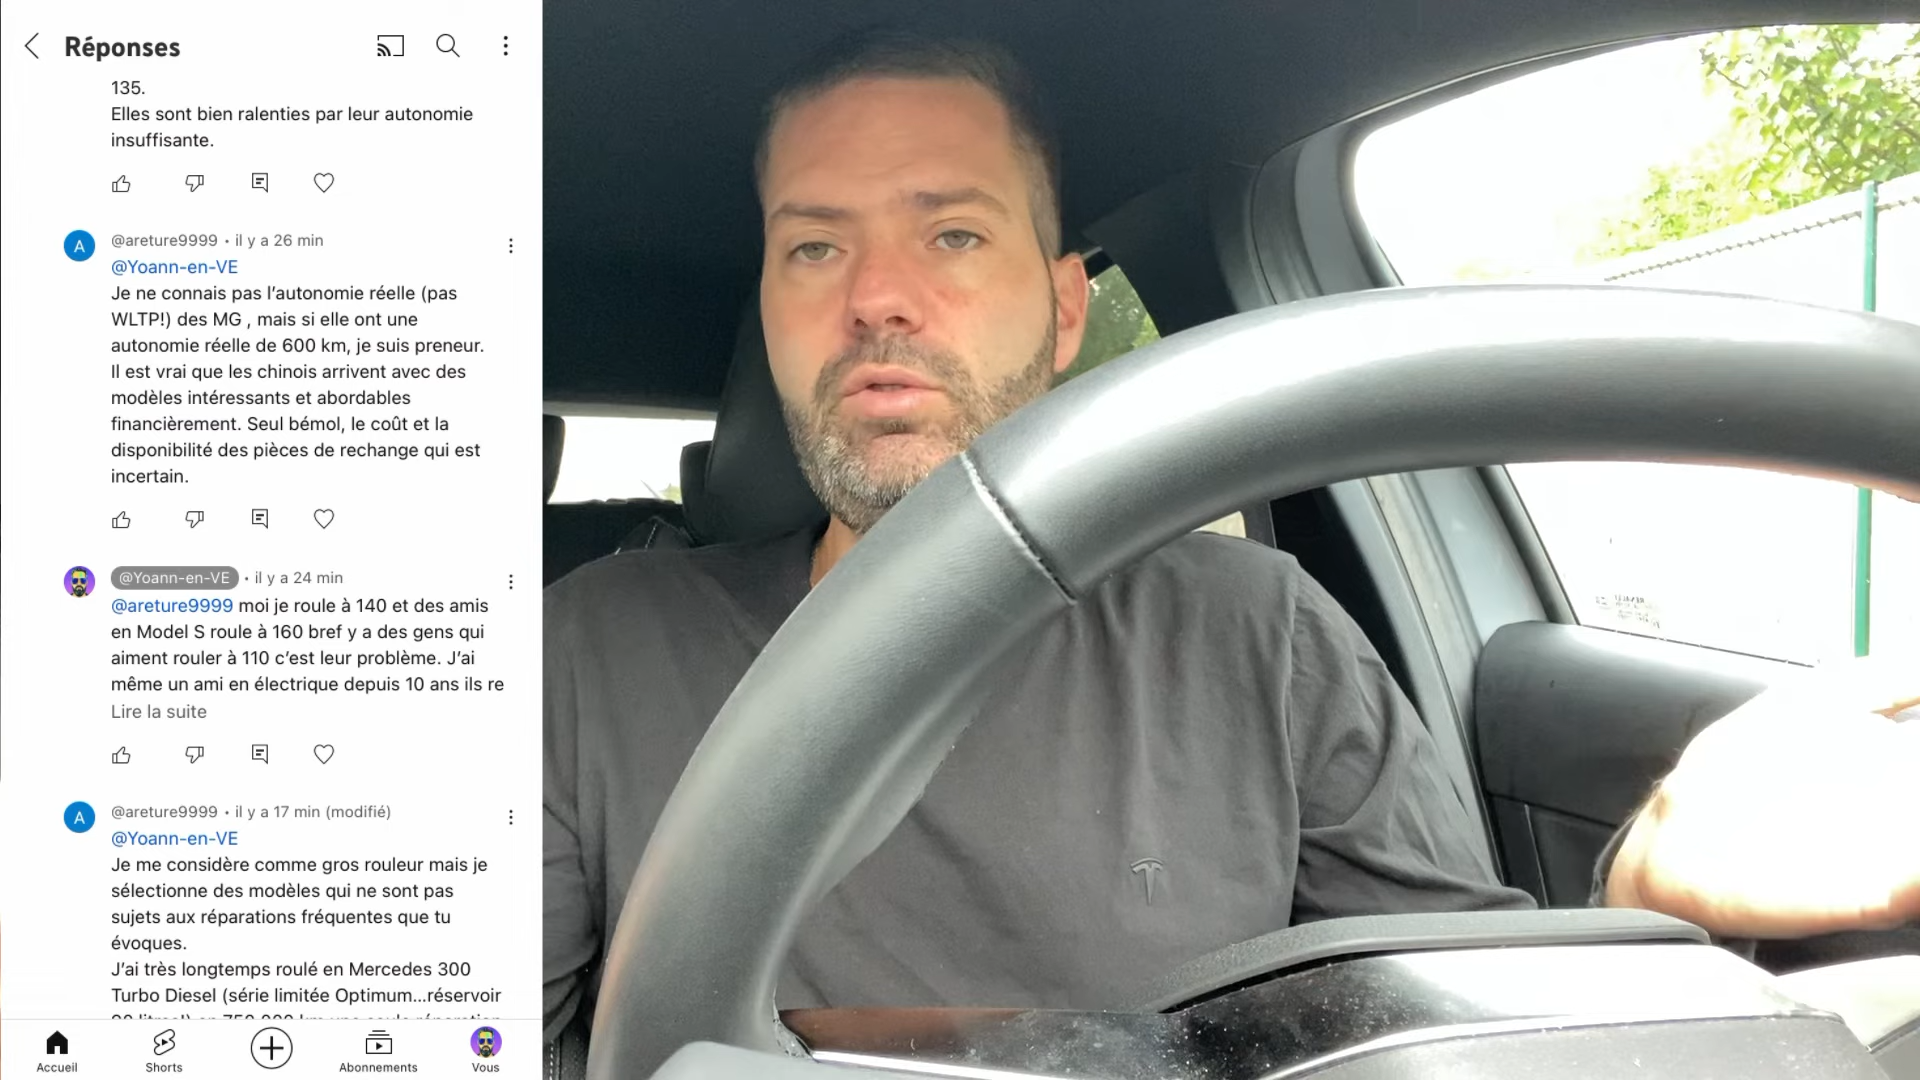 Réponses
135.
Elles sont bien ralenties par leur autonomie
insuffisante.
A
@areture9999 • il y a 26 min
@Yoann-en-VE
Je ne connais pas l’autonomie réelle (pas
WLTP!) des MG , mais si elle ont une
autonomie réelle de 600 km, je suis preneur.
Il est vrai que les chinois arrivent avec des
modèles intéressants et abordables
financièrement. Seul bémol, le coût et la
disponibilité des pièces de rechange qui est
incertain.
@Yoann-en-VE • il y a 24 min
@areture9999 moi je roule à 140 et des amis
en Model S roule à 160 bref y a des gens qui
aiment rouler à 110 c’est leur problème. J’ai
même un ami en électrique depuis 10 ans ils re
Lire la suite
A
@areture9999 • il y a 17 min (modifié)
@Yoann-en-VE
Je me considère comme gros rouleur mais je
sélectionne des modèles qui ne sont pas
sujets aux réparations fréquentes que tu
évoques.
J’ai très longtemps roulé en Mercedes 300
Turbo Diesel (série limitée Optimum...réservoir
Accueil
Shorts
Abonnements
Vous